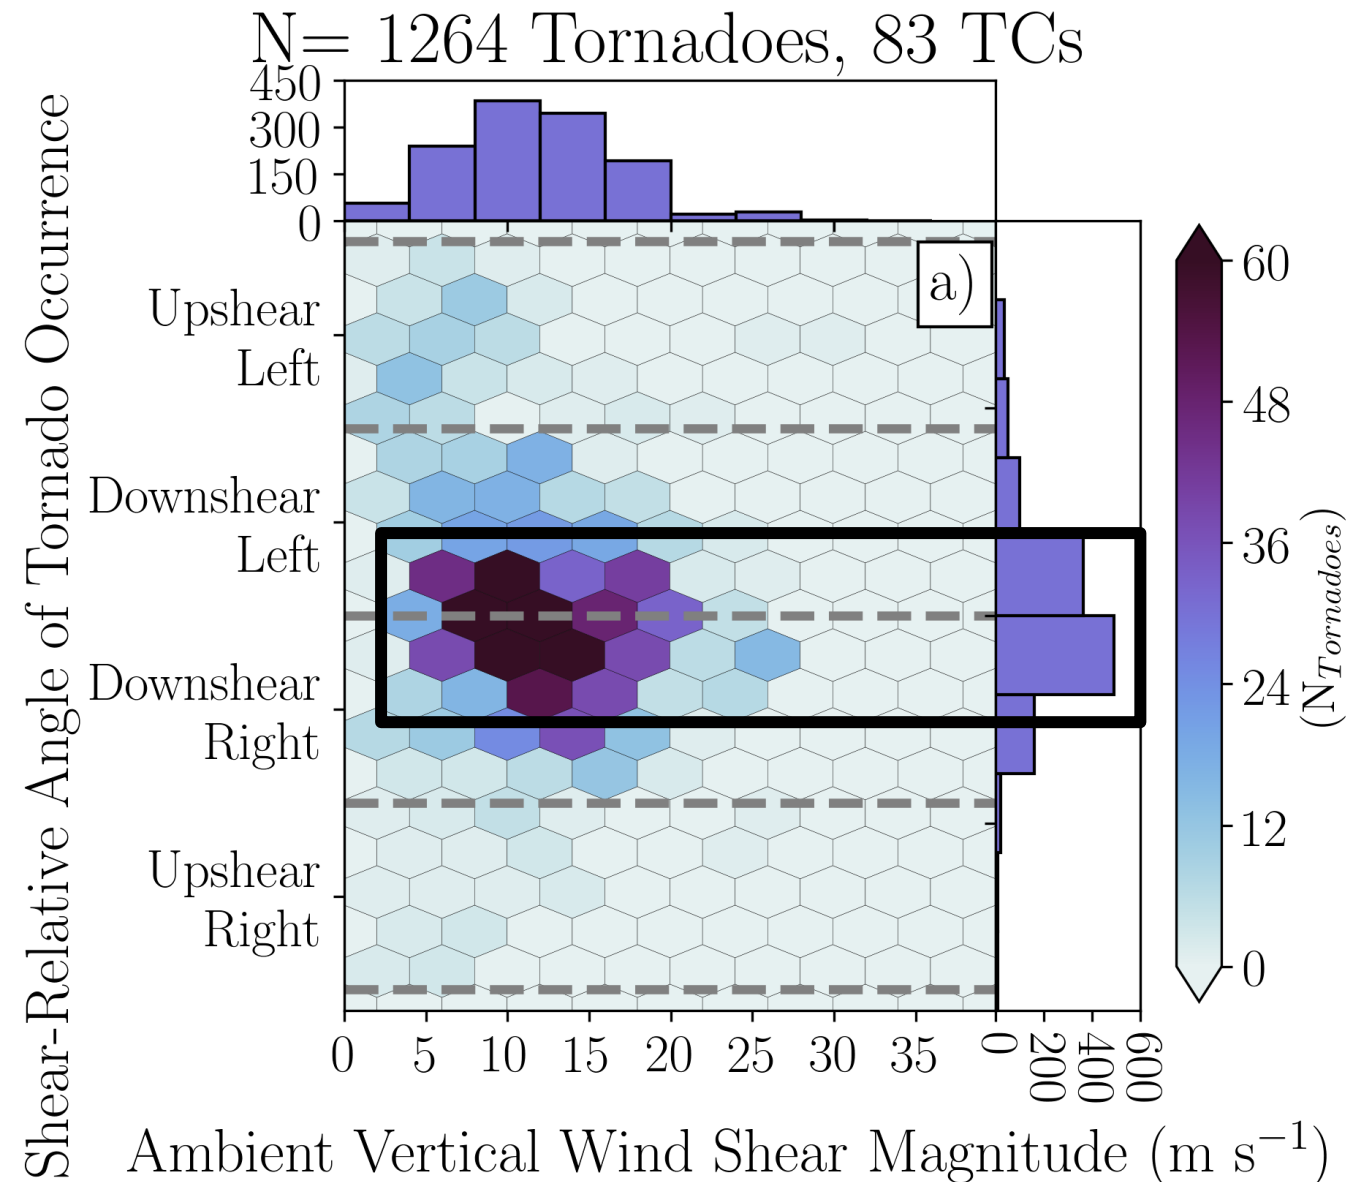 N= 1264 Tornadoes, 83 TCs
Shear-Relative Angle of Tornado Occurrence
450
300
150
0
a)
Upshear
Left
Downshear
Left
Downshear
Right
Upshear
Right
0 5 10 15 20 25 30 35
0 200 400 600
Ambient Vertical Wind Shear Magnitude (m s⁻¹)
60
48
36
24
12
0
(N_Tornadoes)